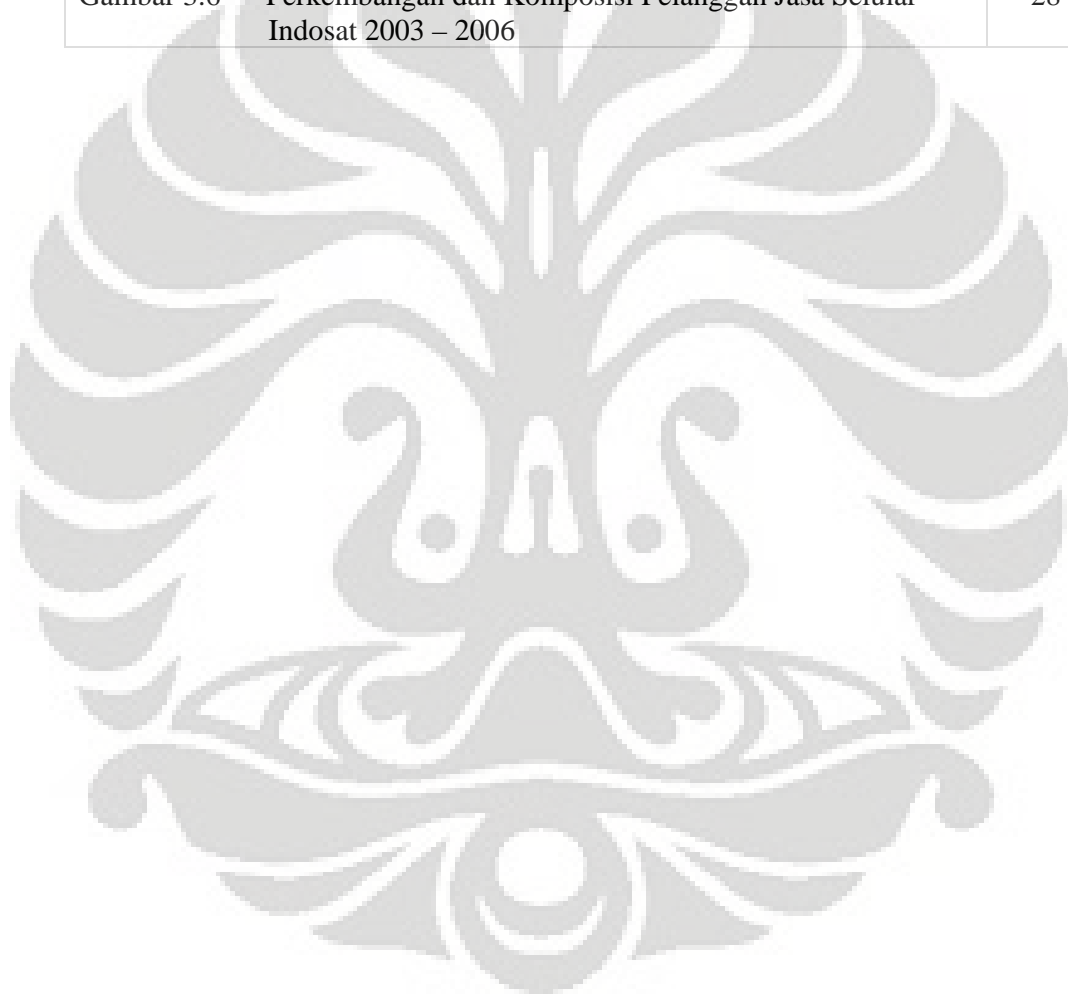 Gambar 3.6 Perkembangan dan Komposisi Pelanggan Jasa Selular 28
Indosat 2003 – 2006